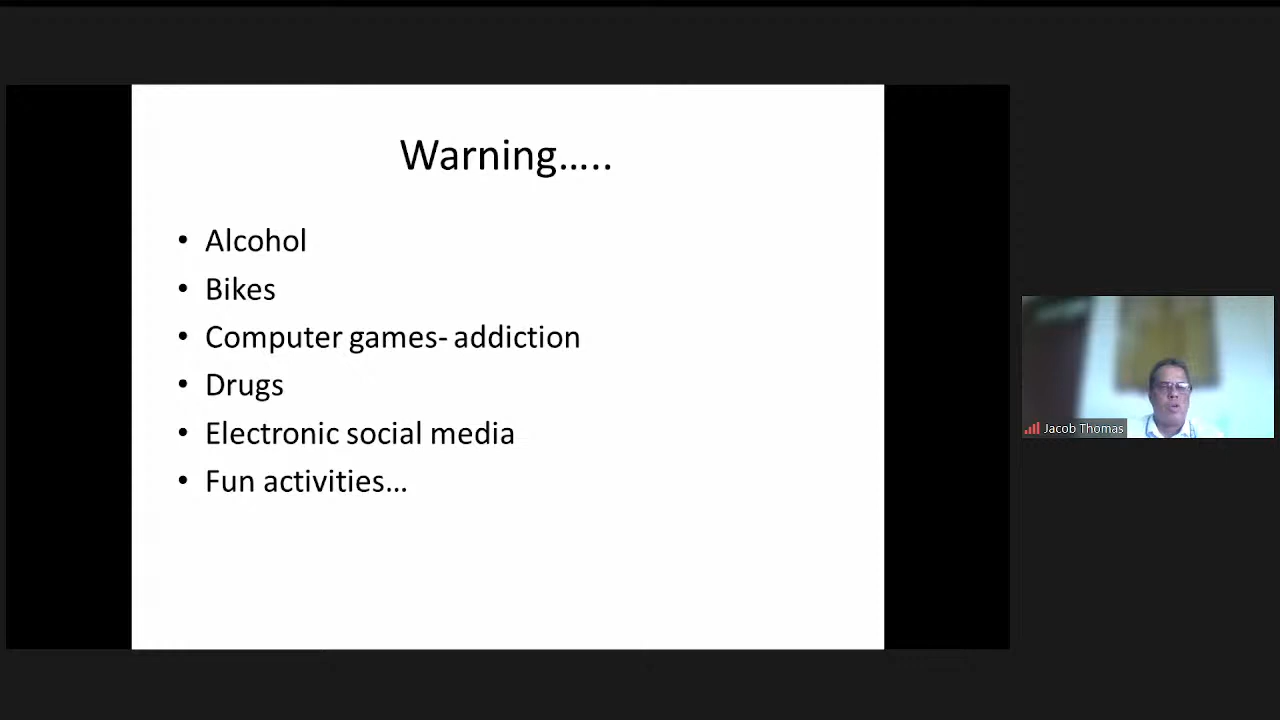 Warning.....
• Alcohol
• Bikes
• Computer games- addiction
• Drugs
• Electronic social media
• Fun activities...
Jacob Thomas